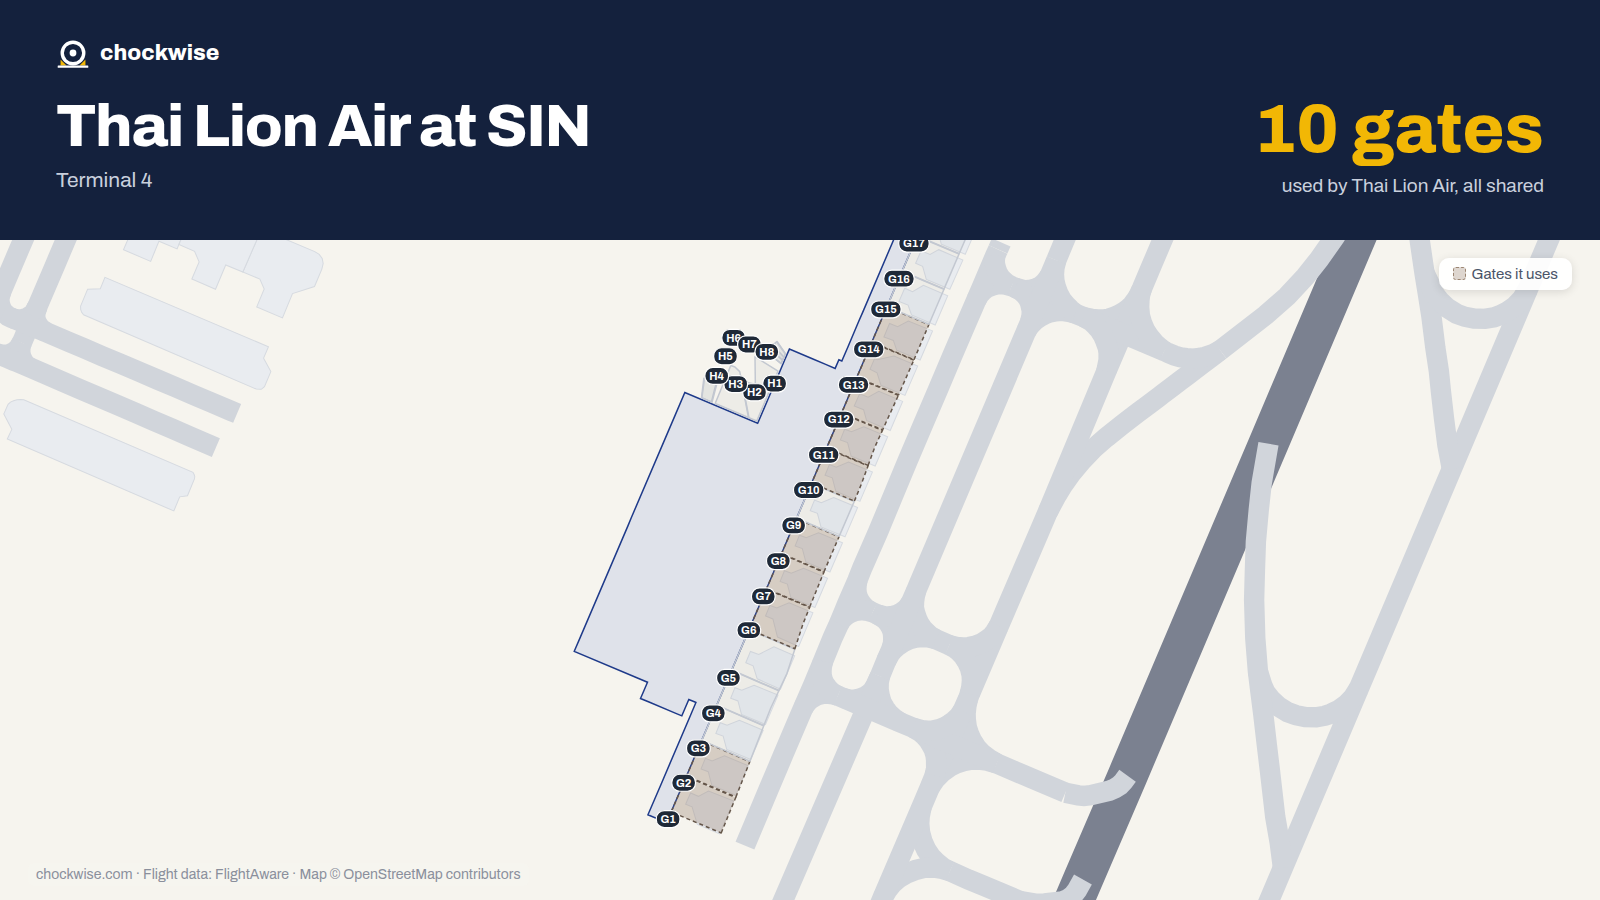 chockwise
Thai Lion Air at SIN
Terminal 4
10 gates
used by Thai Lion Air, all shared
Gates it uses
G17
G16
G15
G14
G13
G12
G11
G10
G9
G8
G7
G6
G5
G4
G3
G2
G1
H6
H7
H8
H5
H4
H3
H2
H1
chockwise.com · Flight data: FlightAware · Map © OpenStreetMap contributors